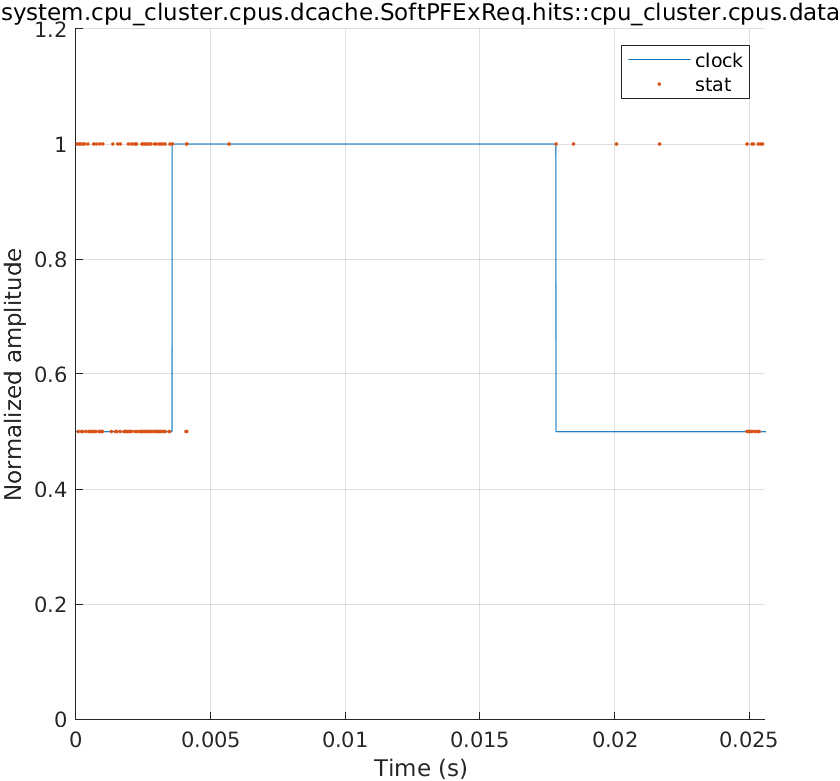 system.cpu_cluster.cpus.dcache.SoftPFExReq.hits::cpu_cluster.cpus.data
1.2
clock
stat
1
0.8
Normalized amplitude
0.6
0.4
0.2
0
0 0.005 0.01 0.015 0.02 0.025
Time (s)